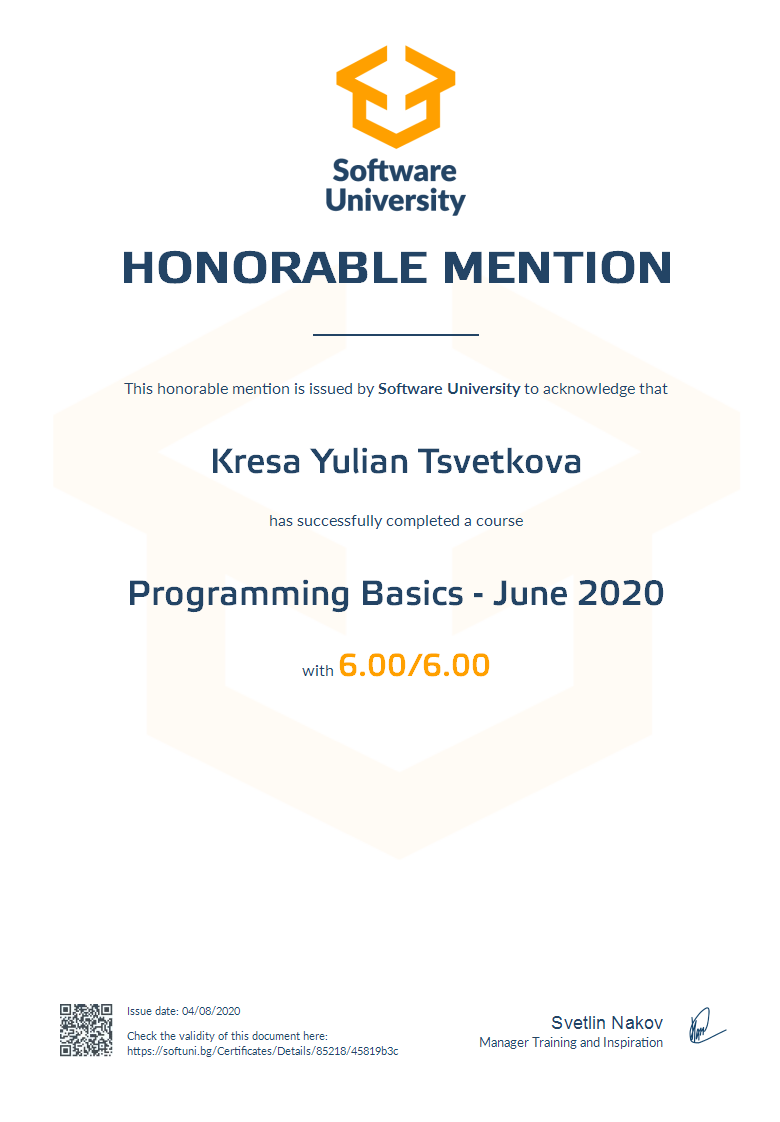 Software
University
HONORABLE MENTION
This honorable mention is issued by Software University to acknowledge that
Kresa Yulian Tsvetkova
has successfully completed a course
Programming Basics - June 2020
with 6.00/6.00
Issue date: 04/08/2020
Check the validity of this document here:
https://softuni.bg/Certificates/Details/85218/45819b3c
Svetlin Nakov
Manager Training and Inspiration